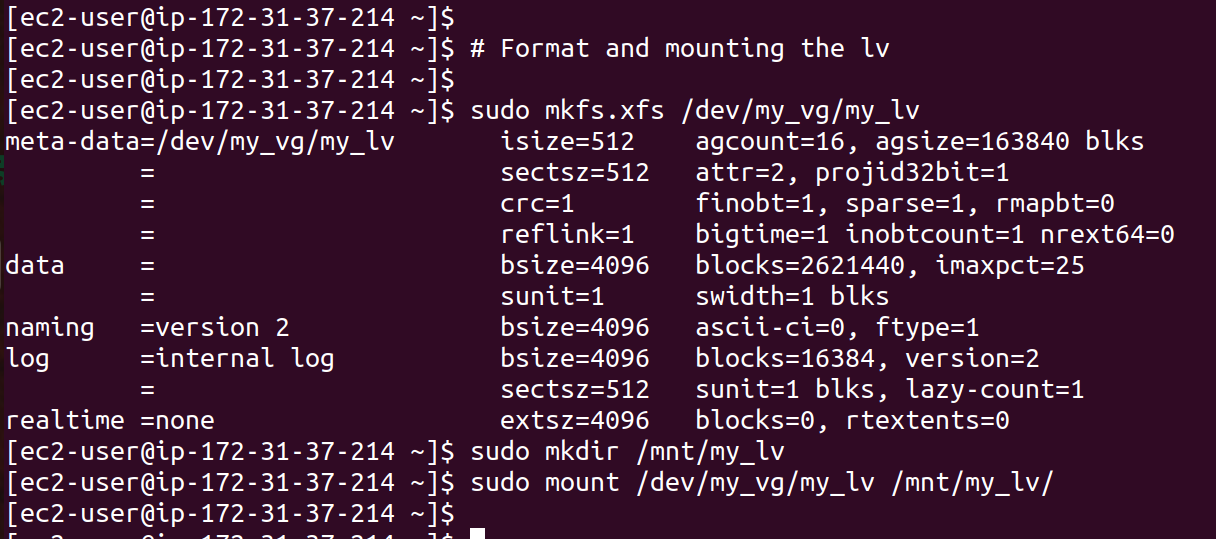 [ec2-user@ip-172-31-37-214 ~]$
[ec2-user@ip-172-31-37-214 ~]$ # Format and mounting the lv
[ec2-user@ip-172-31-37-214 ~]$
[ec2-user@ip-172-31-37-214 ~]$ sudo mkfs.xfs /dev/my_vg/my_lv
meta-data=/dev/my_vg/my_lv       isize=512    agcount=16, agsize=163840 blks
         =                       sectsz=512   attr=2, projid32bit=1
         =                       crc=1        finobt=1, sparse=1, rmapbt=0
         =                       reflink=1    bigtime=1 inobtcount=1 nrext64=0
data     =                       bsize=4096   blocks=2621440, imaxpct=25
         =                       sunit=1      swidth=1 blks
naming   =version 2              bsize=4096   ascii-ci=0, ftype=1
log      =internal log           bsize=4096   blocks=16384, version=2
         =                       sectsz=512   sunit=1 blks, lazy-count=1
realtime =none                   extsz=4096   blocks=0, rtextents=0
[ec2-user@ip-172-31-37-214 ~]$ sudo mkdir /mnt/my_lv
[ec2-user@ip-172-31-37-214 ~]$ sudo mount /dev/my_vg/my_lv /mnt/my_lv/
[ec2-user@ip-172-31-37-214 ~]$
[ec2-user@ip-172-31-37-214 ~]$